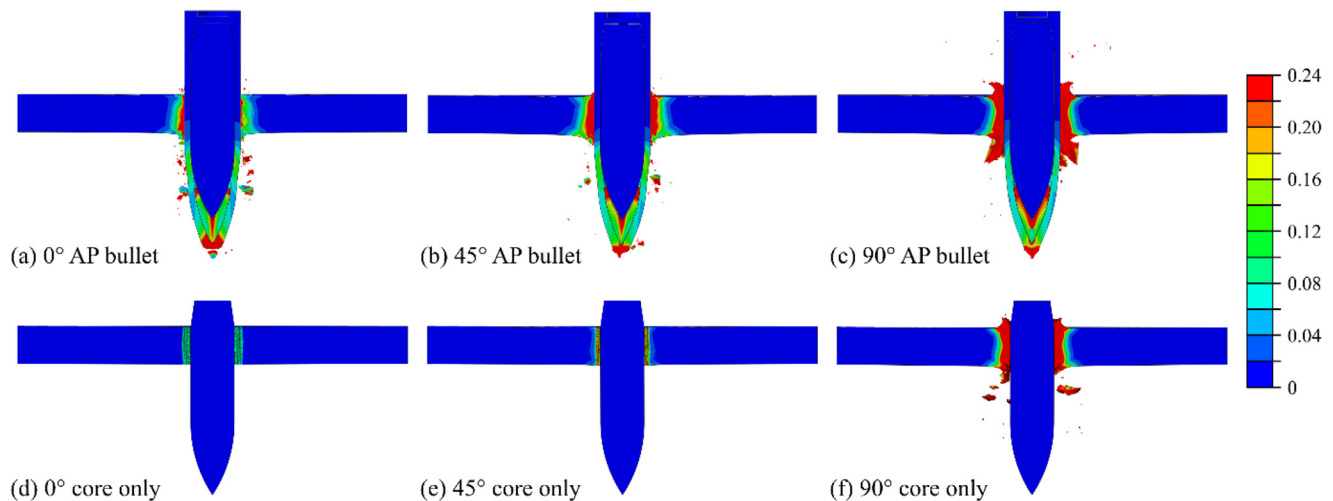 0.24
0.20
0.16
0.12
0.08
0.04
0
(a) 0° AP bullet
(b) 45° AP bullet
(c) 90° AP bullet
(d) 0° core only
(e) 45° core only
(f) 90° core only